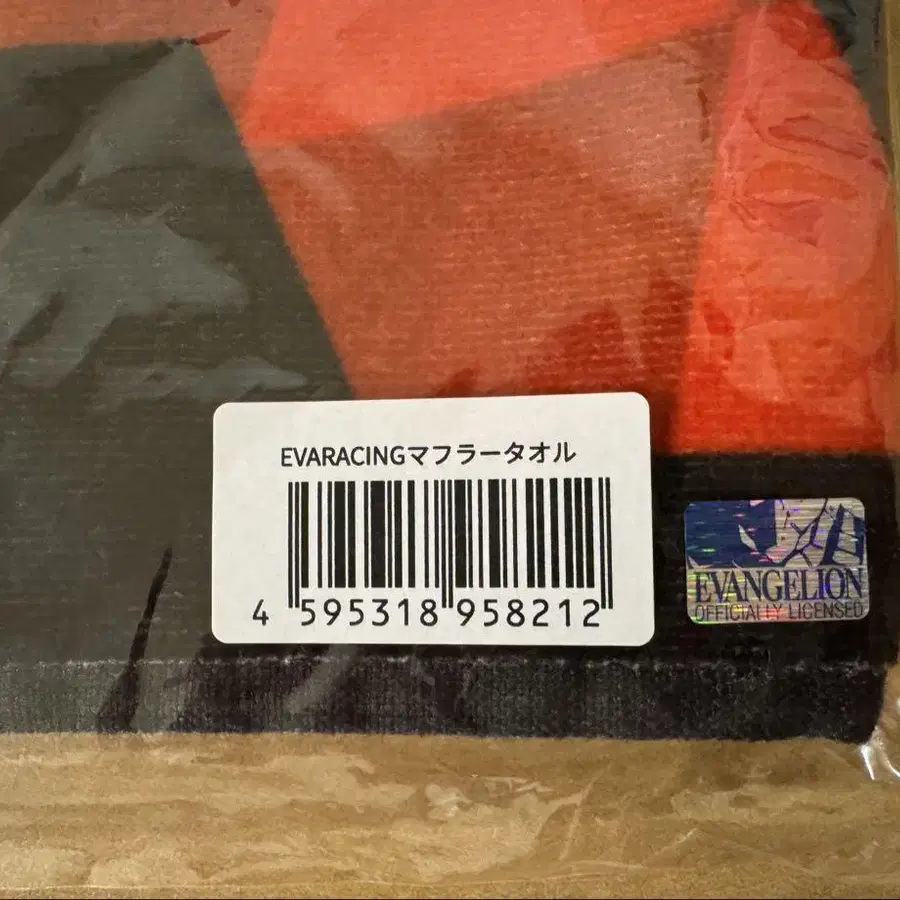 EVARACINGマフラータオル
4 595318 958212
EVANGELION
OFFICIALLY LICENSED